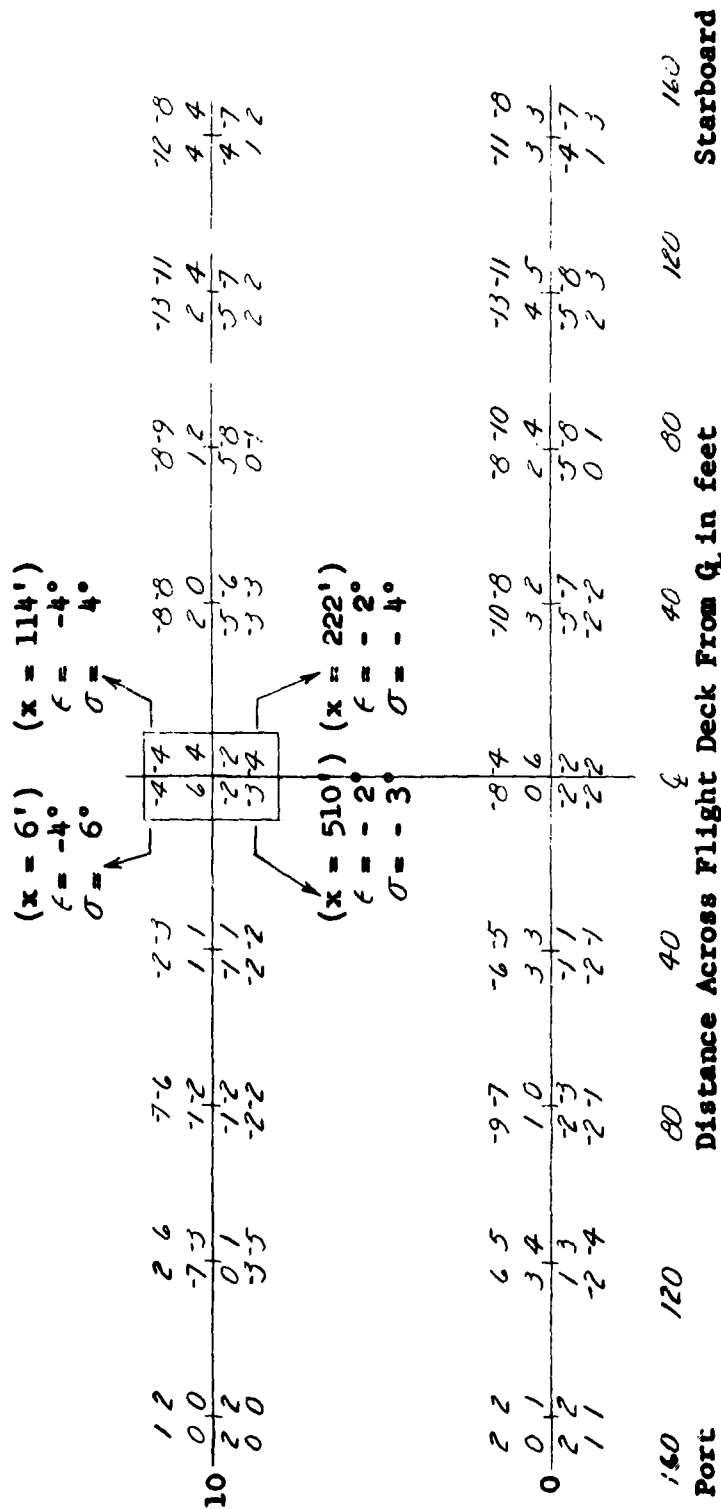 (x = 6') (x = 114')
ϵ = -4° ϵ = -4°
σ = 6° σ = 4°
1 2 2 6 -7 -6 -2 -3 -4 -4 -8 -8 -8 -9 -13 -11 -12 -8
0 0 -7 -3 -1 -2 1 1 6 4 2 0 1 2 2 4 4 4
10
2 2 0 1 -1 -2 -1 1 -2 -2 -5 -6 5 -8 -5 -7 -4 -7
0 0 -3 -5 -2 -2 -2 -2 -3 -4 -3 -3 0 -1 2 2 1 2
(x = 510') (x = 222')
ϵ = - 2 ϵ = - 2°
σ = - 3 σ = - 4°
2 2 6 5 -9 -7 -6 -5 -8 -4 -10 -8 -8 -10 -13 -11 -11 -8
0 1 3 4 1 0 3 3 0 6 3 2 2 4 4 5 3 3
0
2 2 1 3 -2 -3 -1 1 -2 -2 -5 -7 -5 -8 -5 -8 -4 -7
1 1 -2 -4 -2 -1 -2 -1 -2 -2 -2 -2 0 1 2 3 1 3
160 120 80 40 ℄ 40 80 120 160
Port Distance Across Flight Deck From ℄ in feet Starboard